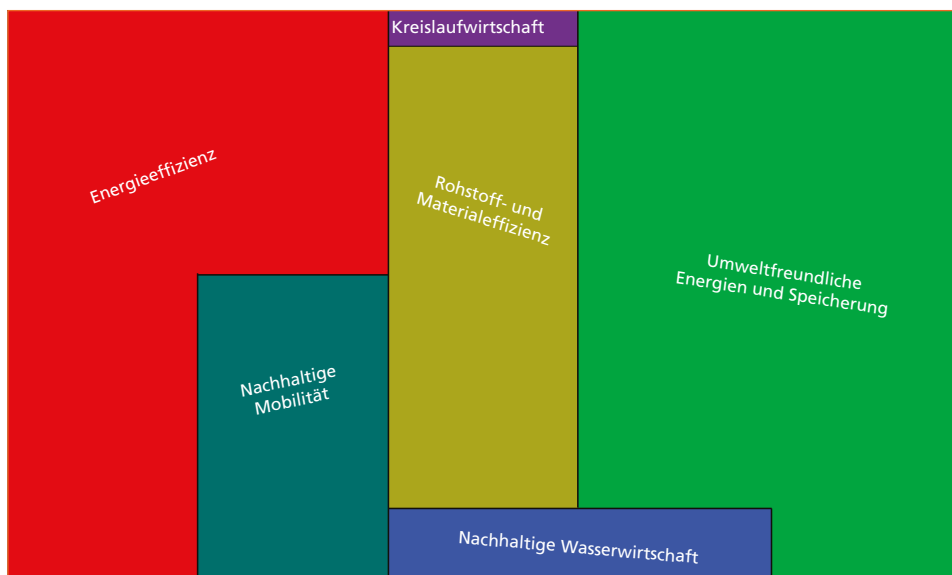 Kreislaufwirtschaft
Energieeffizienz
Rohstoff- und
Materialeffizienz
Umweltfreundliche
Energien und Speicherung
Nachhaltige
Mobilität
Nachhaltige Wasserwirtschaft